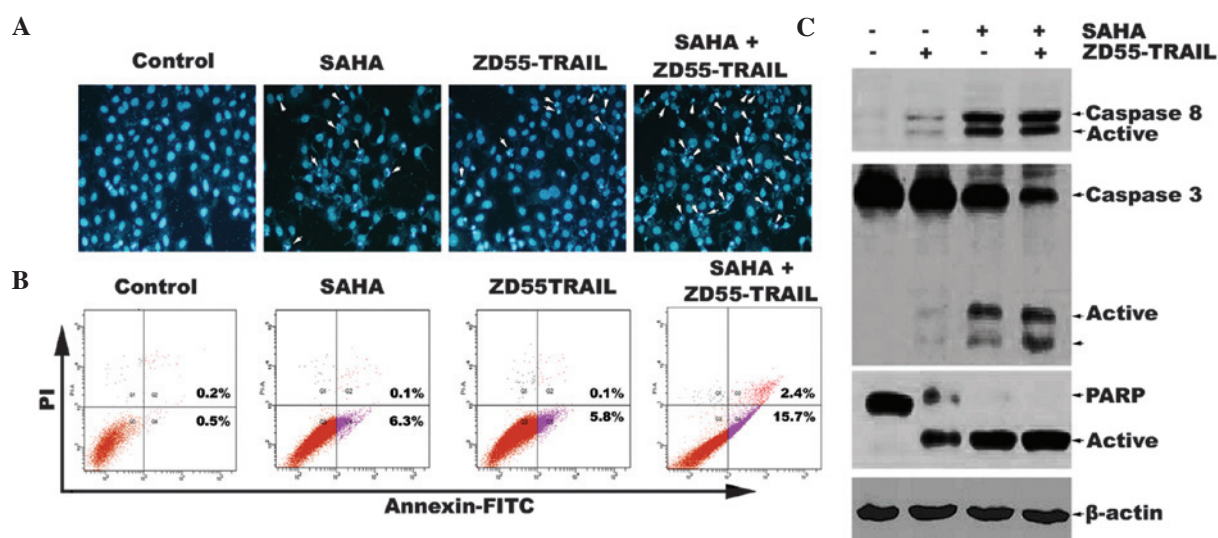 A
Control
SAHA
ZD55-TRAIL
SAHA +
ZD55-TRAIL
B
Control
SAHA
ZD55TRAIL
SAHA +
ZD55-TRAIL
PI
0.2%
0.5%
0.1%
6.3%
0.1%
5.8%
2.4%
15.7%
Annexin-FITC
C
- - + + SAHA
- + - + ZD55-TRAIL
Caspase 8
Active
Caspase 3
Active
PARP
Active
β-actin